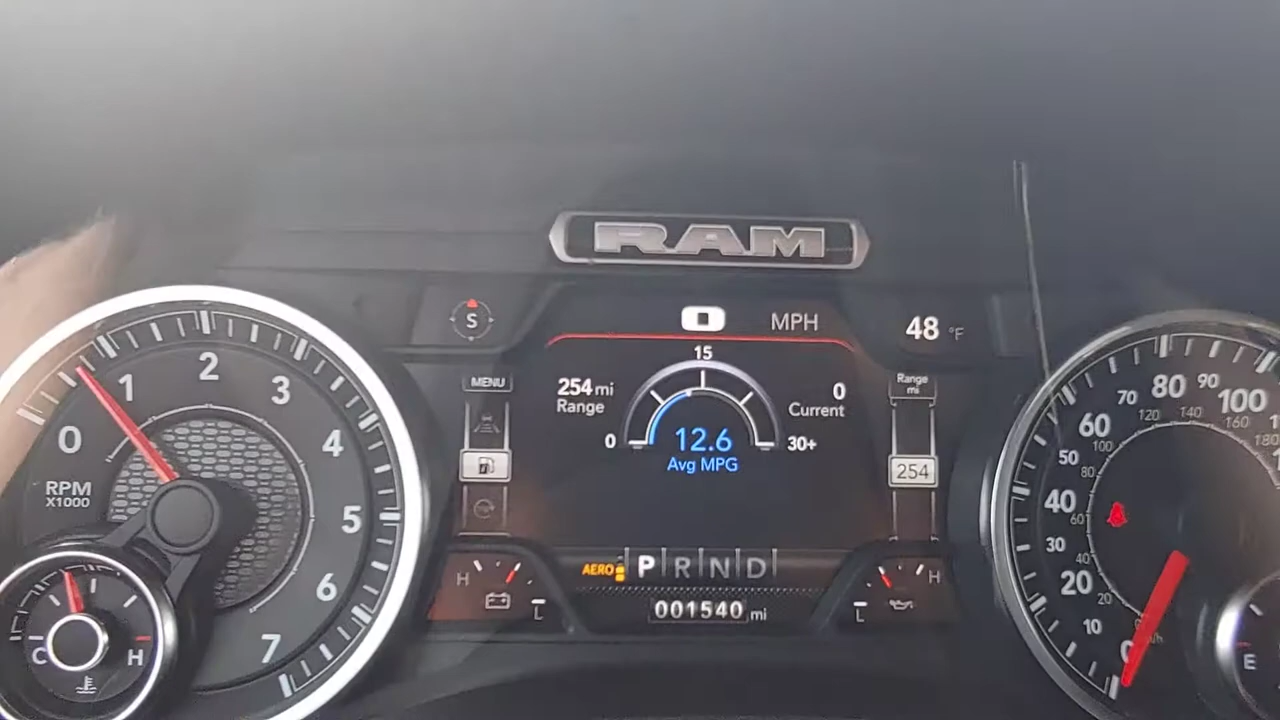 RAM
S
0 MPH
48 °F
0
1
2
3
4
5
6
7
RPM
X1000
C H
MENU
254 mi
Range
15
0
30+
12.6
Avg MPG
0
Current
Range
mi
254
H
L
AERO P R N D
001540 mi
H
L
0
10
20
30
40
50
60
70
80
90
100
20
40
60
80
100
120
140
160
180
E